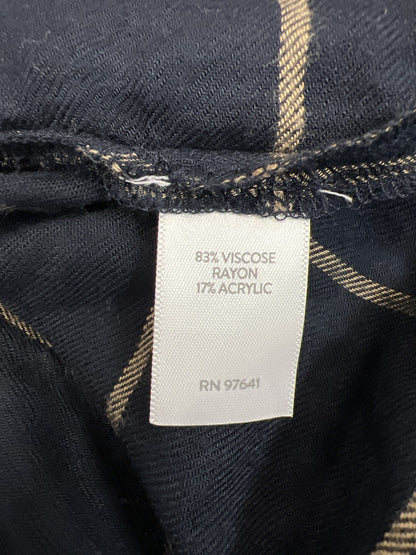 83% VISCOSE
RAYON
17% ACRYLIC
RN 97641